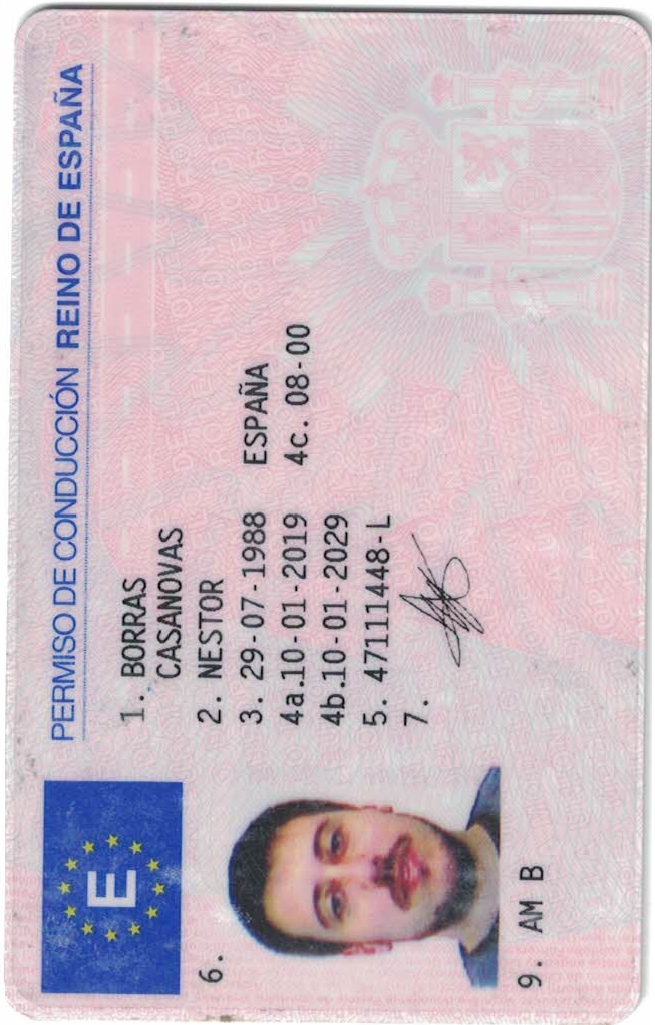 PERMISO DE CONDUCCIÓN REINO DE ESPAÑA
E
1. BORRAS
CASANOVAS
2. NESTOR
3. 29-07-1988 ESPAÑA
4a.10-01-2019 4c. 08-00
4b.10-01-2029
5. 47111448-L
7.
6.
9. AM B